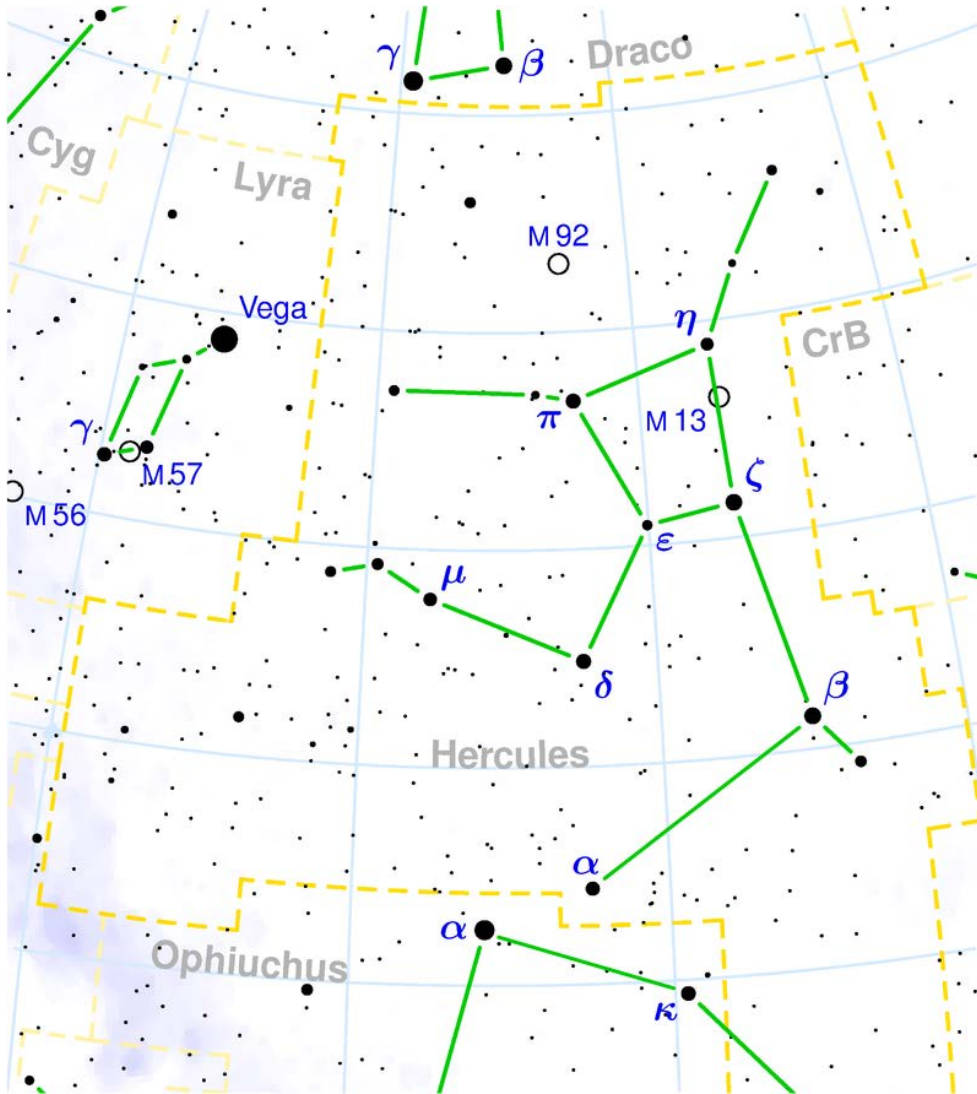 γ
β
Draco
Cyg
Lyra
M 92
Vega
η
CrB
π
M 13
γ
M 57
ζ
M 56
ε
μ
δ
β
Hercules
α
α
Ophiuchus
κ